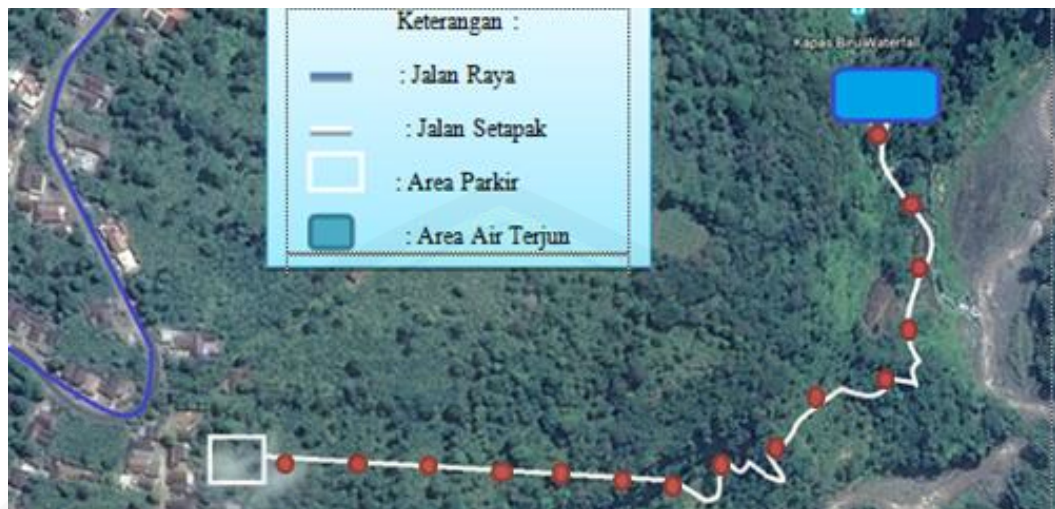 Keterangan :
: Jalan Raya
: Jalan Setapak
: Area Parkir
: Area Air Terjun
Kapas Biru Waterfall